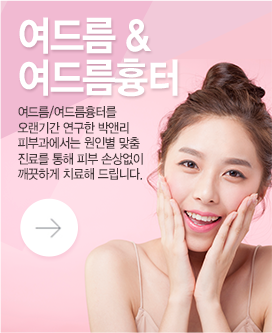 여드름 &
여드름흉터
여드름/여드름흉터를
오랜기간 연구한 박앤리
피부과에서는 원인별 맞춤
진료를 통해 피부 손상없이
깨끗하게 치료해 드립니다.